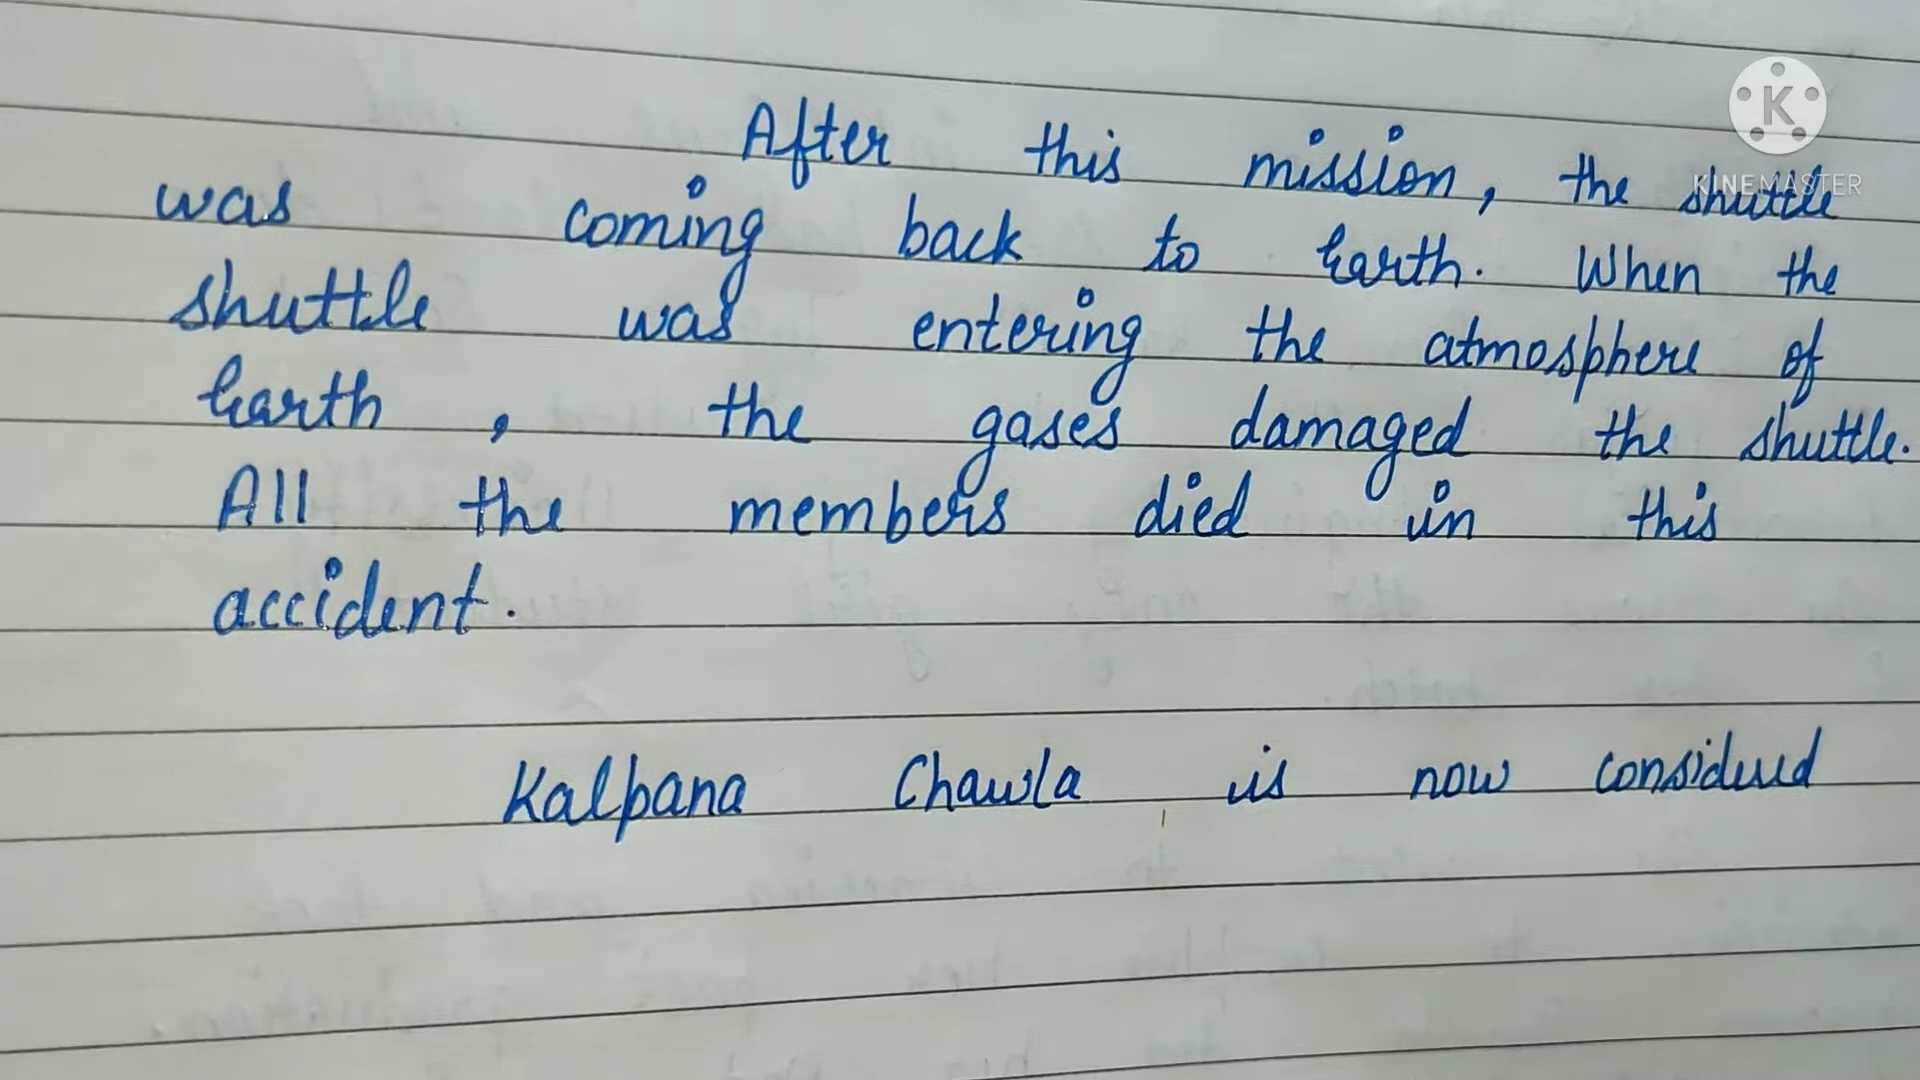 After this mission, the shuttle
was coming back to Earth. When the
shuttle was entering the atmosphere of
Earth, the gases damaged the shuttle.
All the members died in this
accident.
Kalpana Chawla is now considered
K
KINEMASTER